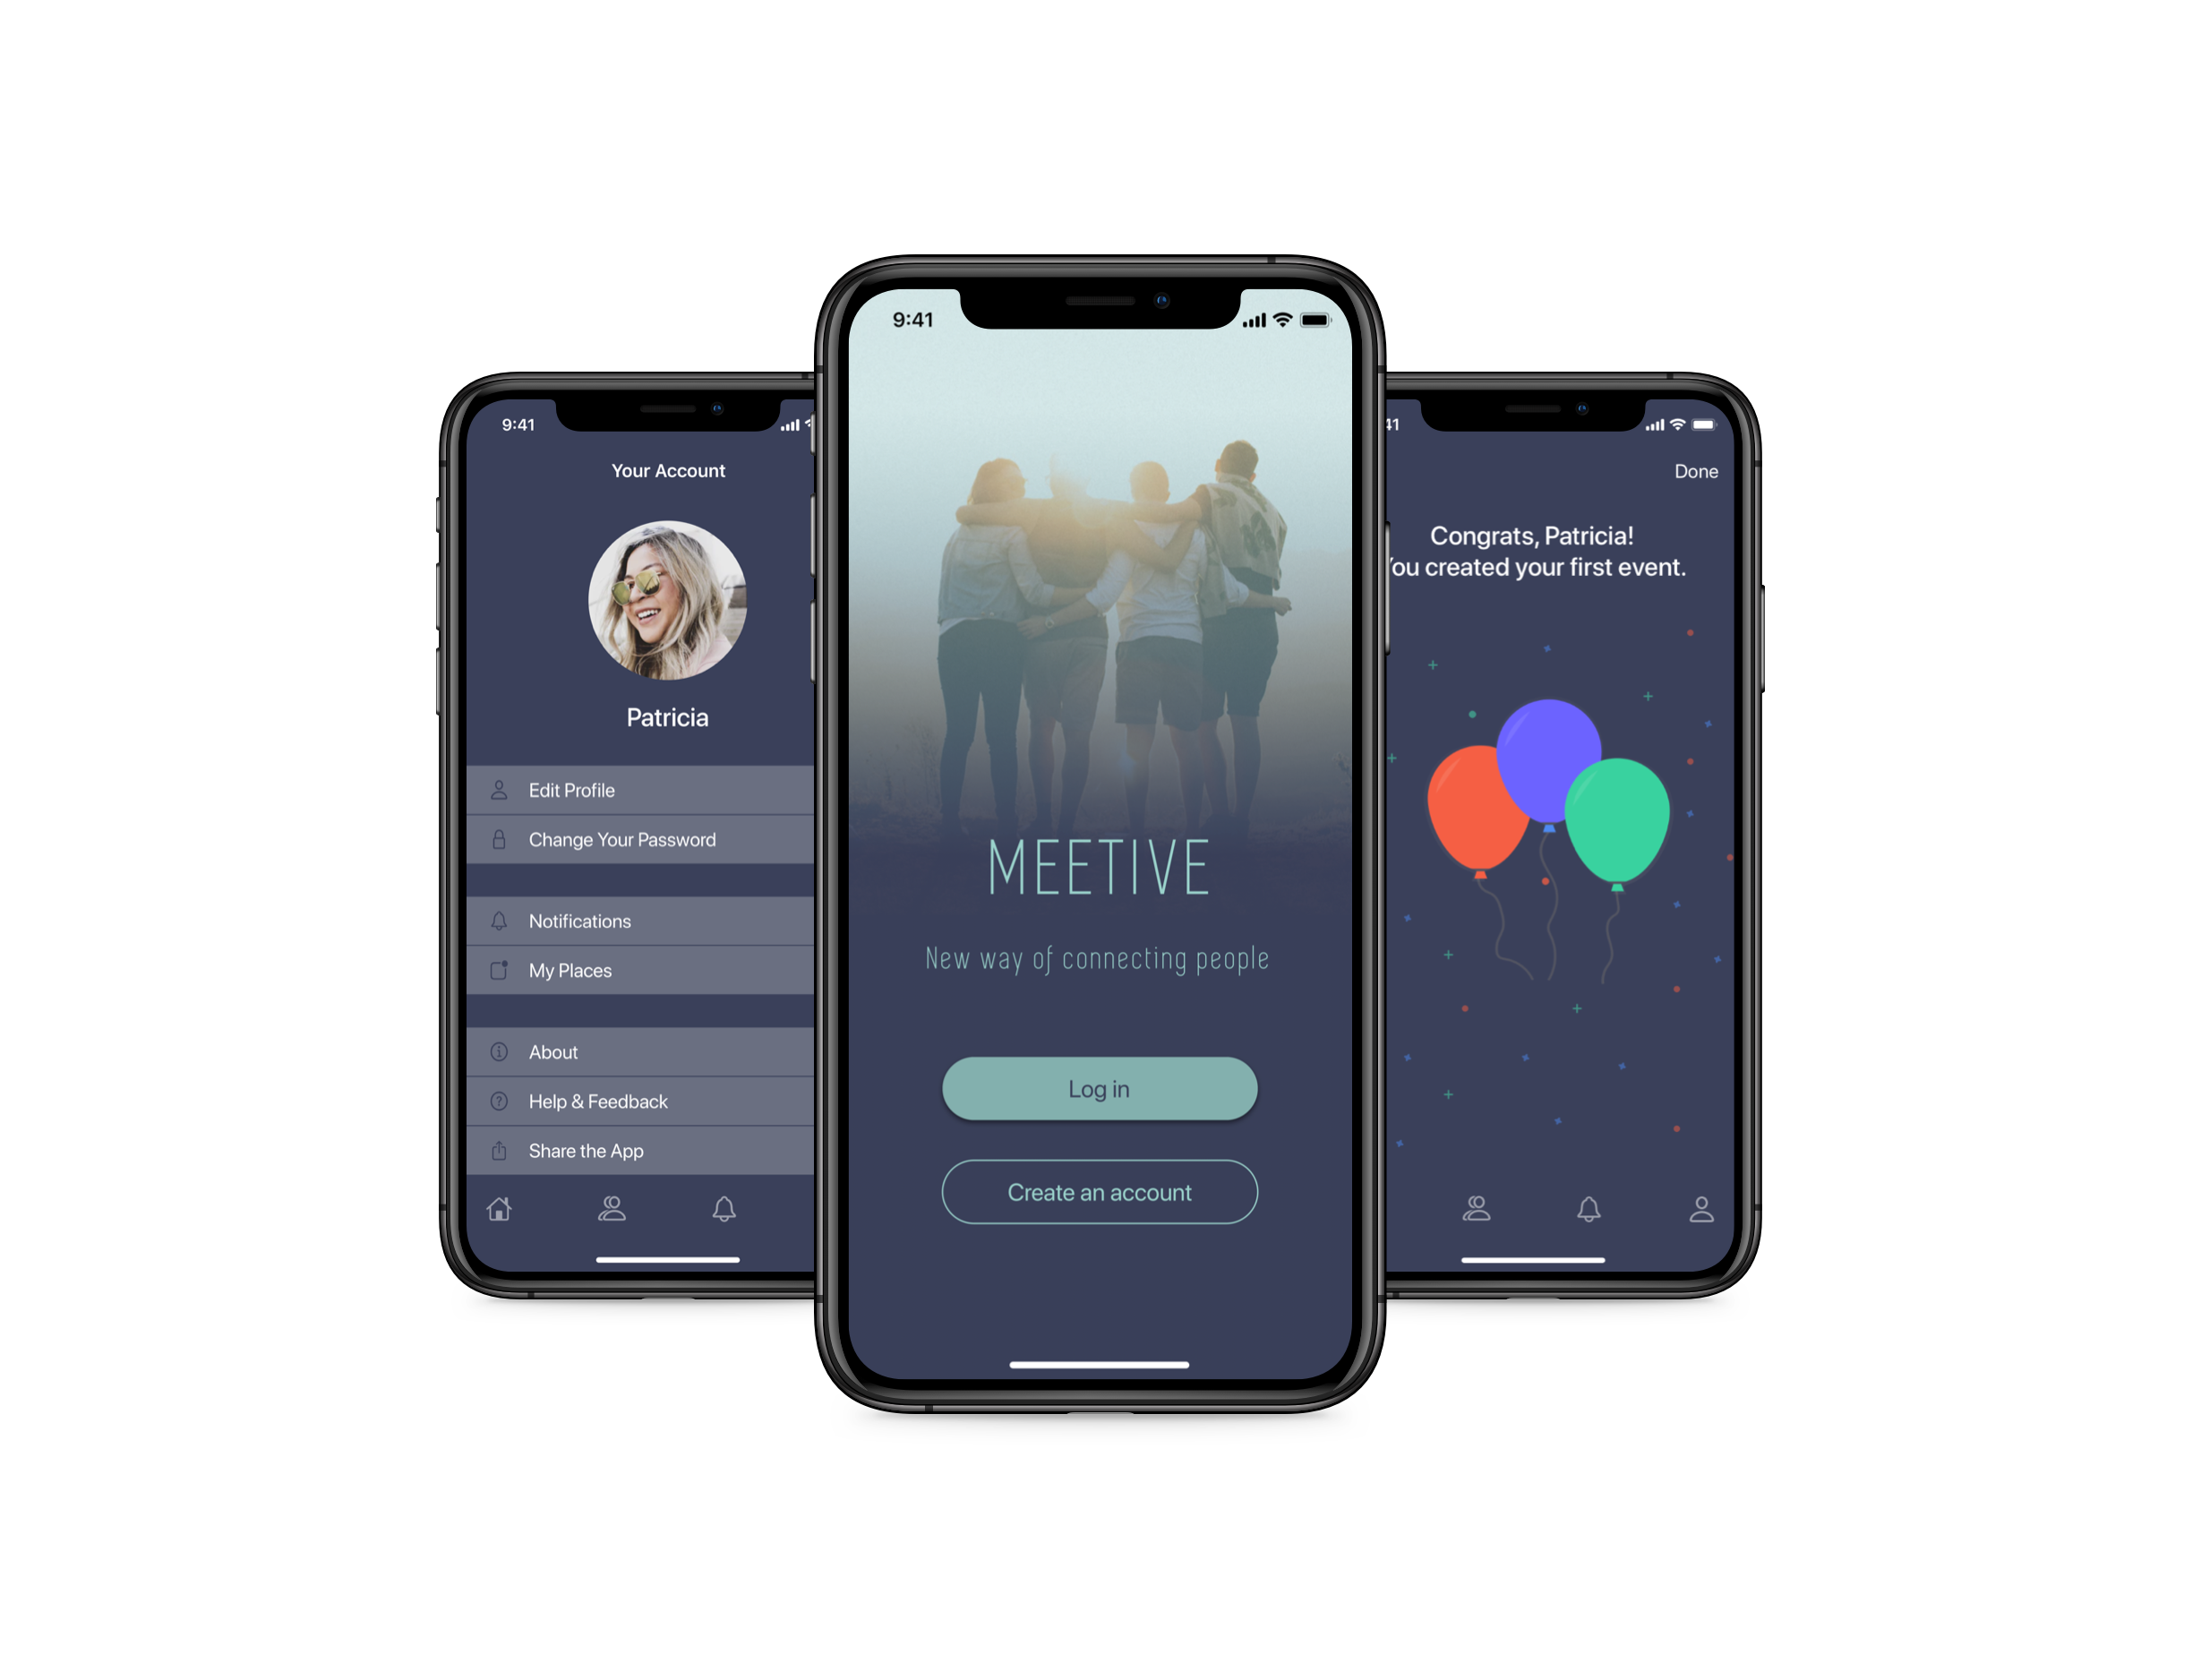 9:41
Your Account
Patricia
Edit Profile
Change Your Password
Notifications
My Places
About
Help & Feedback
Share the App
9:41
MEETIVE
New way of connecting people
Log in
Create an account
41
Done
Congrats, Patricia!
You created your first event.